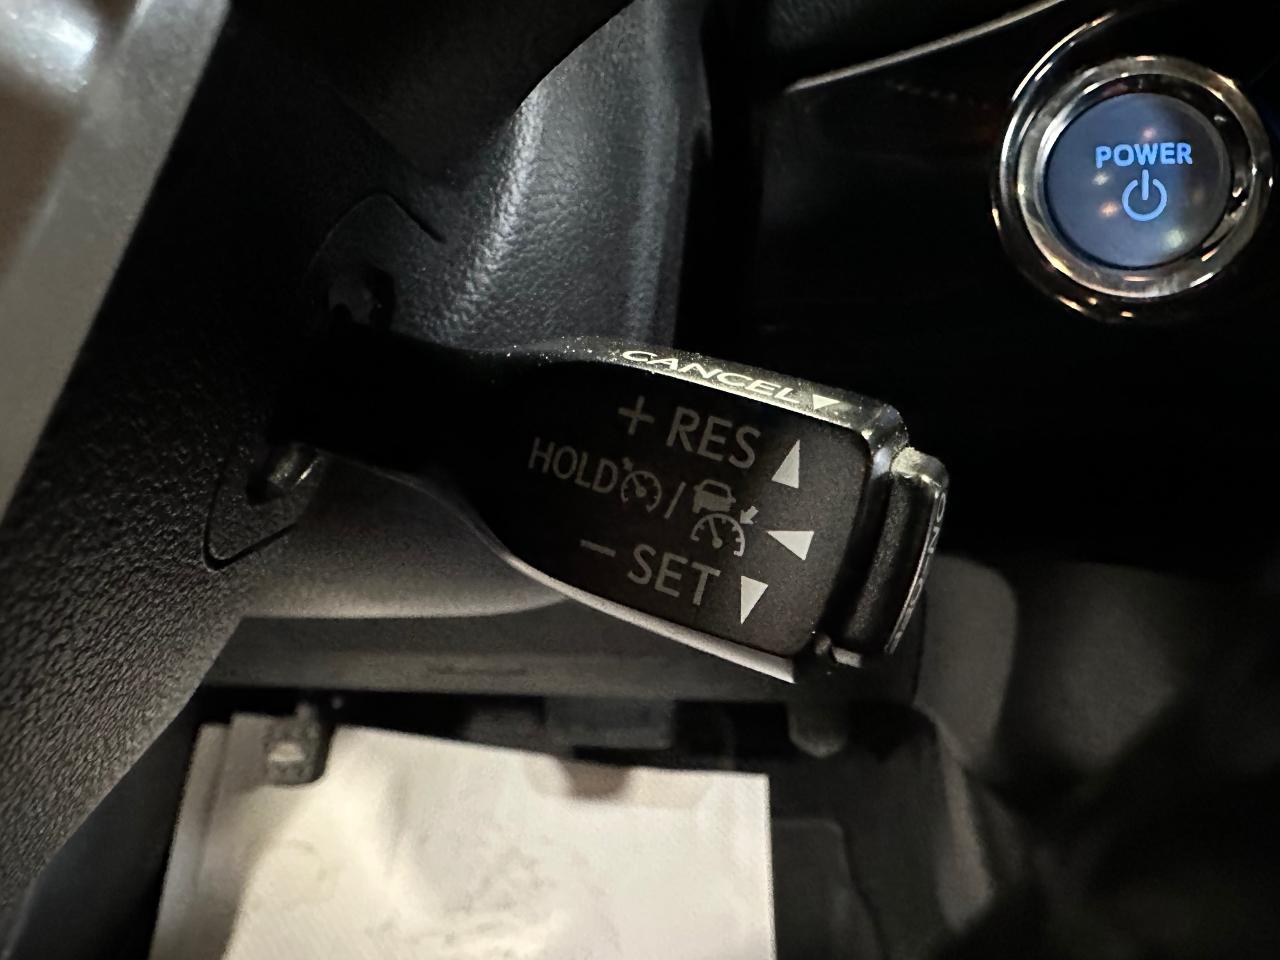 POWER
CANCEL
+ RES
HOLD /
− SET